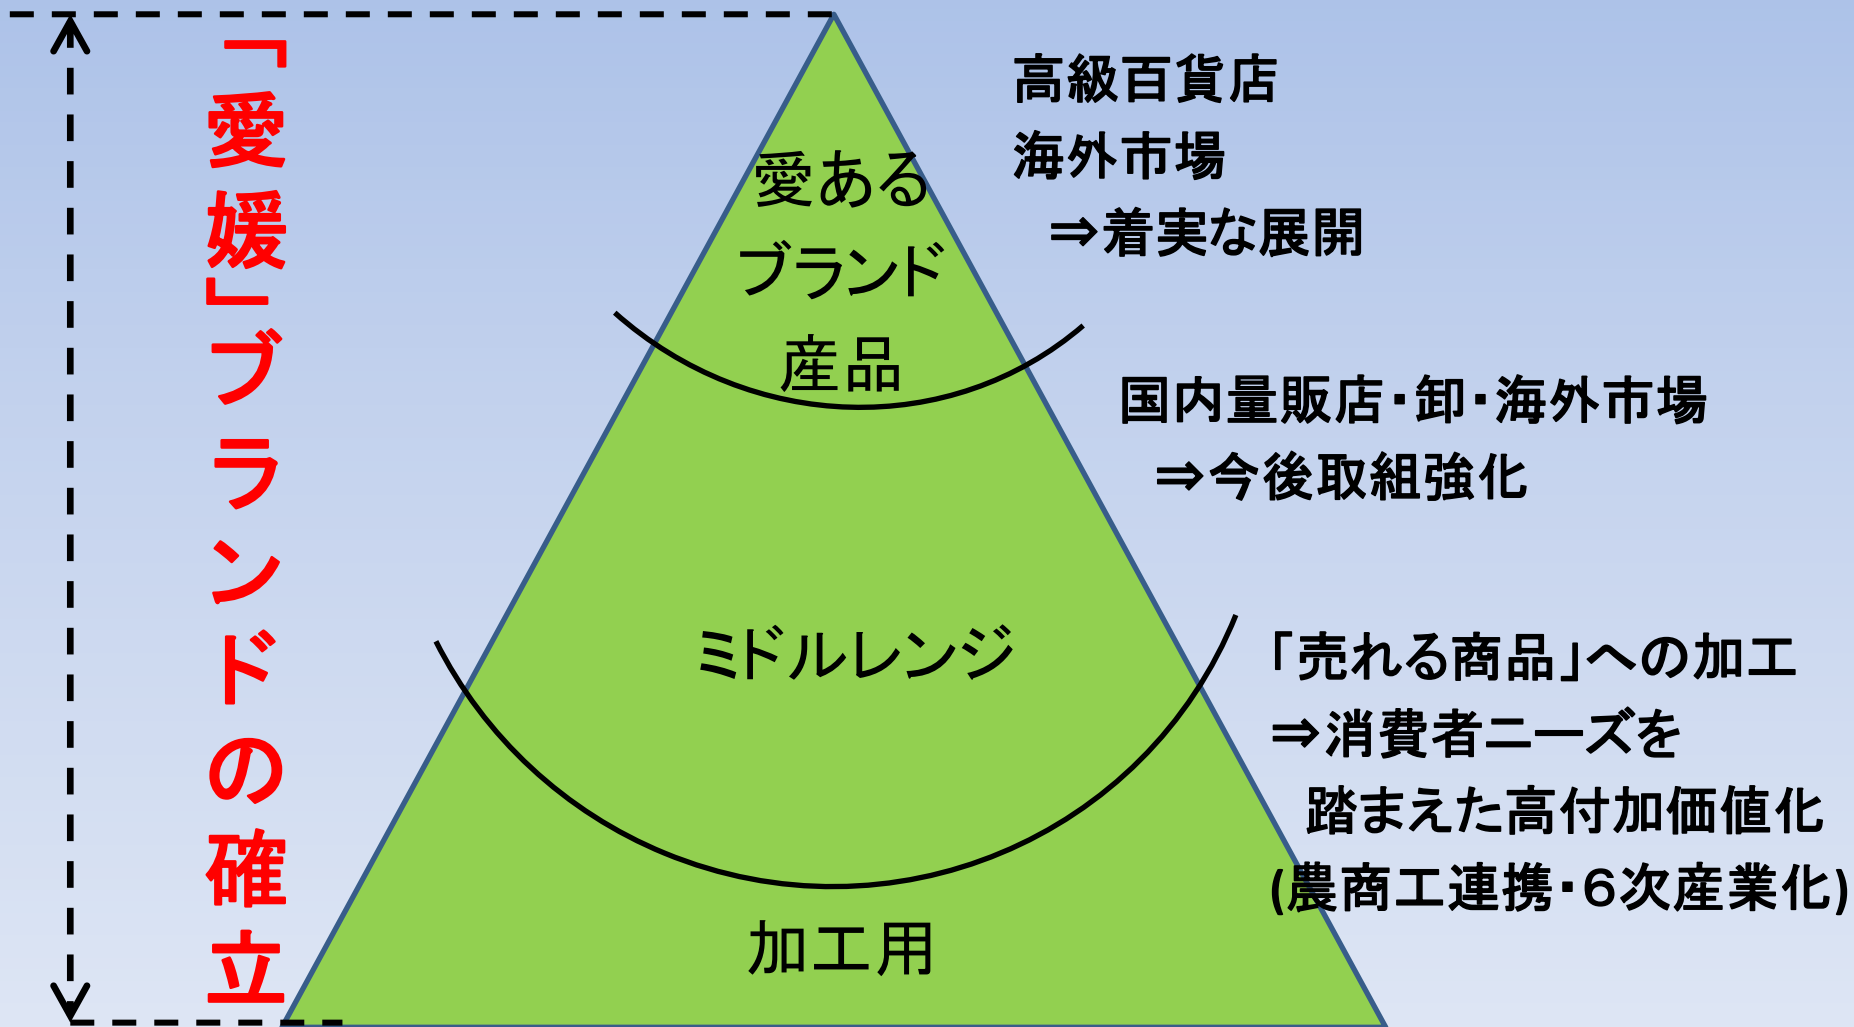 「愛媛」ブランドの確立
愛ある
ブランド
産品
高級百貨店
海外市場
⇒着実な展開
国内量販店・卸・海外市場
⇒今後取組強化
ミドルレンジ
「売れる商品」への加工
⇒消費者ニーズを
踏まえた高付加価値化
(農商工連携・６次産業化)
加工用